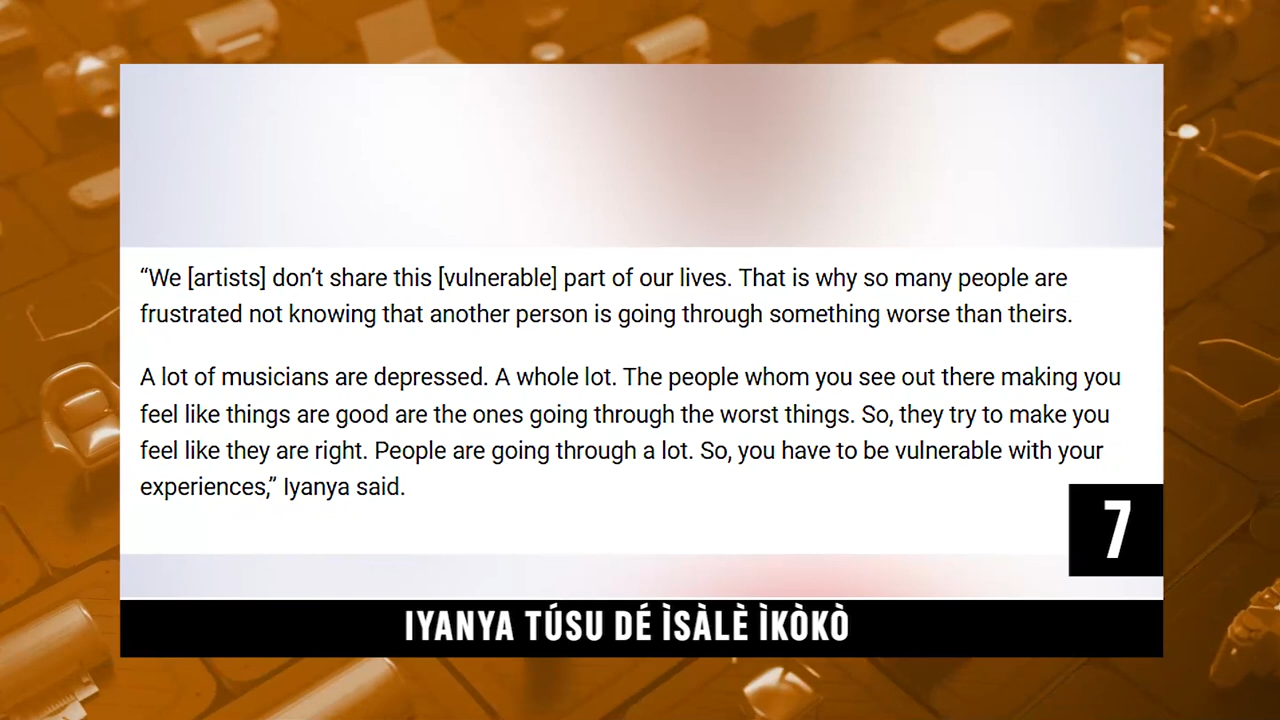 “We [artists] don’t share this [vulnerable] part of our lives. That is why so many people are
frustrated not knowing that another person is going through something worse than theirs.
A lot of musicians are depressed. A whole lot. The people whom you see out there making you
feel like things are good are the ones going through the worst things. So, they try to make you
feel like they are right. People are going through a lot. So, you have to be vulnerable with your
experiences,” Iyanya said.
7
IYANYA TÚSU DÉ ÌSÀLÈ ÌKÒKÒ